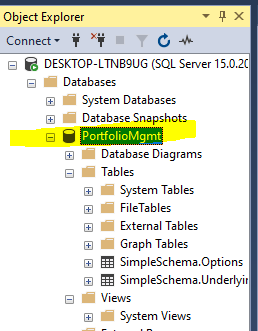 Object Explorer
Connect
DESKTOP-LTNB9UG (SQL Server 15.0.20
Databases
System Databases
Database Snapshots
PortfolioMgmt
Database Diagrams
Tables
System Tables
FileTables
External Tables
Graph Tables
SimpleSchema.Options
SimpleSchema.Underlyin
Views
System Views